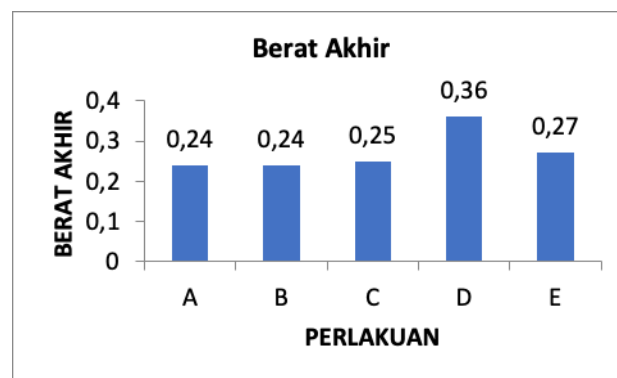 Berat Akhir
BERAT AKHIR
0,4
0,3
0,2
0,1
0
0,24
0,24
0,25
0,36
0,27
A B C D E
PERLAKUAN